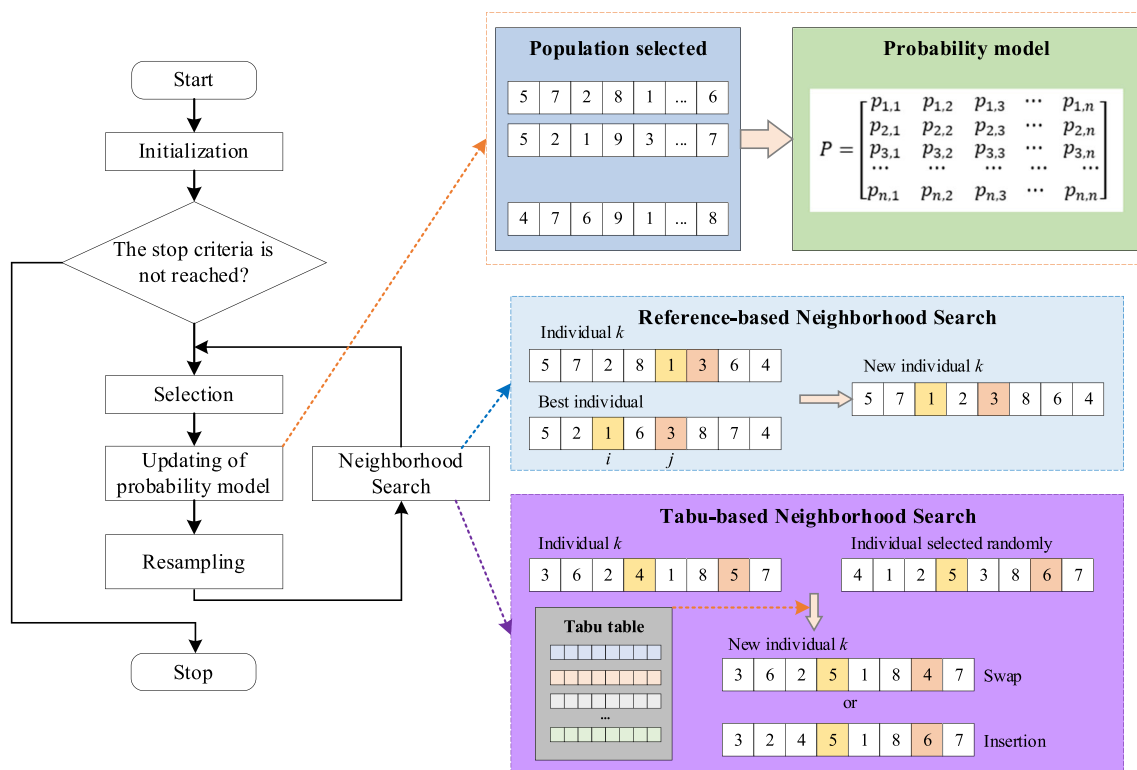 Start
Initialization
The stop criteria is
not reached?
Selection
Updating of
probability model
Resampling
Neighborhood
Search
Stop
Population selected
5 7 2 8 1 ... 6
5 2 1 9 3 ... 7
4 7 6 9 1 ... 8
Probability model
P =
p1,1 p1,2 p1,3 ⋯ p1,n
p2,1 p2,2 p2,3 ⋯ p2,n
p3,1 p3,2 p3,3 ⋯ p3,n
⋯ ⋯ ⋯ ⋯ ⋯
pn,1 pn,2 pn,3 ⋯ pn,n
Reference-based Neighborhood Search
Individual k
5 7 2 8 1 3 6 4
Best individual
5 2 1 6 3 8 7 4
i j
New individual k
5 7 1 2 3 8 6 4
Tabu-based Neighborhood Search
Individual k
3 6 2 4 1 8 5 7
Individual selected randomly
4 1 2 5 3 8 6 7
Tabu table
...
New individual k
3 6 2 5 1 8 4 7 Swap
or
3 2 4 5 1 8 6 7 Insertion